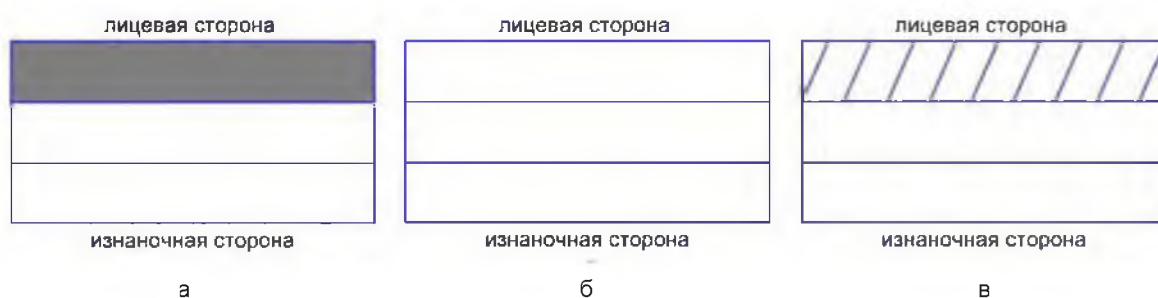 лицевая сторона лицевая сторона лицевая сторона
изнаночная сторона изнаночная сторона изнаночная сторона
а б в